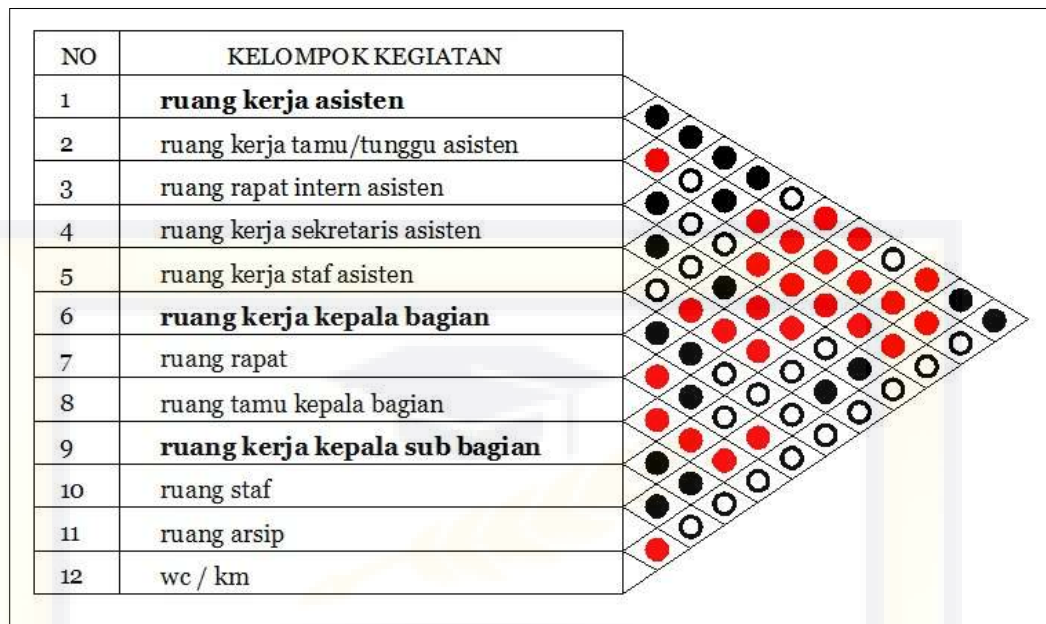 NO KELOMPOK KEGIATAN
1 ruang kerja asisten
2 ruang kerja tamu/tunggu asisten
3 ruang rapat intern asisten
4 ruang kerja sekretaris asisten
5 ruang kerja staf asisten
6 ruang kerja kepala bagian
7 ruang rapat
8 ruang tamu kepala bagian
9 ruang kerja kepala sub bagian
10 ruang staf
11 ruang arsip
12 wc / km